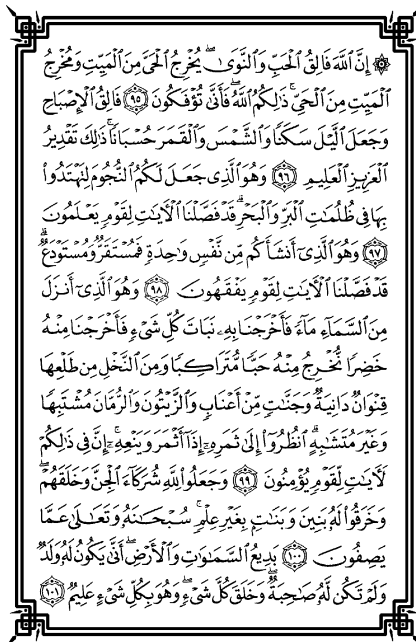 ۞ إِنَّ ٱللَّهَ فَالِقُ ٱلْحَبِّ وَٱلنَّوَىٰ ۖ يُخْرِجُ ٱلْحَىَّ مِنَ ٱلْمَيِّتِ وَمُخْرِجُ
ٱلْمَيِّتِ مِنَ ٱلْحَىِّ ۚ ذَٰلِكُمُ ٱللَّهُ ۖ فَأَنَّىٰ تُؤْفَكُونَ ٩٥ فَالِقُ ٱلْإِصْبَاحِ
وَجَعَلَ ٱلَّيْلَ سَكَنًا وَٱلشَّمْسَ وَٱلْقَمَرَ حُسْبَانًا ۚ ذَٰلِكَ تَقْدِيرُ
ٱلْعَزِيزِ ٱلْعَلِيمِ ٩٦ وَهُوَ ٱلَّذِى جَعَلَ لَكُمُ ٱلنُّجُومَ لِتَهْتَدُوا۟
بِهَا فِى ظُلُمَٰتِ ٱلْبَرِّ وَٱلْبَحْرِ ۗ قَدْ فَصَّلْنَا ٱلْءَايَٰتِ لِقَوْمٍ يَعْلَمُونَ
٩٧ وَهُوَ ٱلَّذِىٓ أَنشَأَكُم مِّن نَّفْسٍ وَٰحِدَةٍ فَمُسْتَقَرٌّ وَمُسْتَوْدَعٌ ۗ
قَدْ فَصَّلْنَا ٱلْءَايَٰتِ لِقَوْمٍ يَفْقَهُونَ ٩٨ وَهُوَ ٱلَّذِىٓ أَنزَلَ
مِنَ ٱلسَّمَآءِ مَآءً فَأَخْرَجْنَا بِهِۦ نَبَاتَ كُلِّ شَىْءٍ فَأَخْرَجْنَا مِنْهُ
خَضِرًا نُّخْرِجُ مِنْهُ حَبًّا مُّتَرَاكِبًا وَمِنَ ٱلنَّخْلِ مِن طَلْعِهَا
قِنْوَانٌ دَانِيَةٌ وَجَنَّٰتٍ مِّنْ أَعْنَابٍ وَٱلزَّيْتُونَ وَٱلرُّمَّانَ مُشْتَبِهًا
وَغَيْرَ مُتَشَٰبِهٍ ۗ ٱنظُرُوٓا۟ إِلَىٰ ثَمَرِهِۦٓ إِذَآ أَثْمَرَ وَيَنْعِهِۦٓ ۚ إِنَّ فِى ذَٰلِكُمْ
لَءَايَٰتٍ لِّقَوْمٍ يُؤْمِنُونَ ٩٩ وَجَعَلُوا۟ لِلَّهِ شُرَكَآءَ ٱلْجِنَّ وَخَلَقَهُمْ ۖ
وَخَرَقُوا۟ لَهُۥ بَنِينَ وَبَنَٰتٍۭ بِغَيْرِ عِلْمٍ ۚ سُبْحَٰنَهُۥ وَتَعَٰلَىٰ عَمَّا
يَصِفُونَ ١٠٠ بَدِيعُ ٱلسَّمَٰوَٰتِ وَٱلْأَرْضِ ۖ أَنَّىٰ يَكُونُ لَهُۥ وَلَدٌ
وَلَمْ تَكُن لَّهُۥ صَٰحِبَةٌ ۖ وَخَلَقَ كُلَّ شَىْءٍ ۖ وَهُوَ بِكُلِّ شَىْءٍ عَلِيمٌ ١٠١